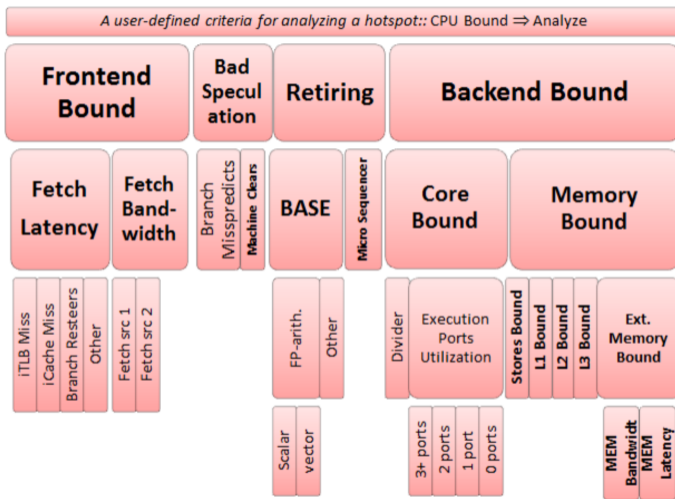 A user-defined criteria for analyzing a hotspot:: CPU Bound ⇒ Analyze
Frontend
Bound
Bad
Specul
ation
Retiring
Backend Bound
Fetch
Latency
Fetch
Band-
width
Branch
Misspredicts
Machine Clears
BASE
Micro Sequencer
Core
Bound
Memory
Bound
iTLB Miss
iCache Miss
Branch Resteers
Other
Fetch src 1
Fetch src 2
FP-arith.
Other
Divider
Execution
Ports
Utilization
Stores Bound
L1 Bound
L2 Bound
L3 Bound
Ext.
Memory
Bound
Scalar
vector
3+ ports
2 ports
1 port
0 ports
MEM
Bandwidt
MEM
Latency